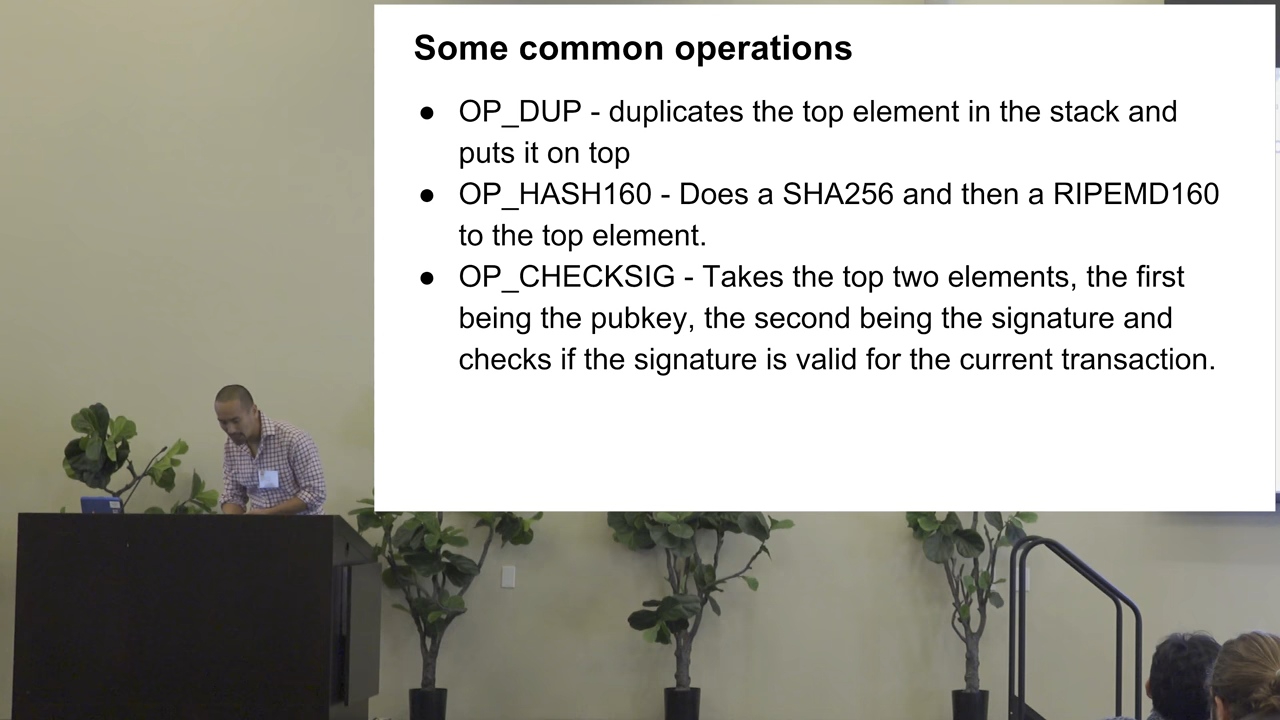 Some common operations
● OP_DUP - duplicates the top element in the stack and
puts it on top
● OP_HASH160 - Does a SHA256 and then a RIPEMD160
to the top element.
● OP_CHECKSIG - Takes the top two elements, the first
being the pubkey, the second being the signature and
checks if the signature is valid for the current transaction.